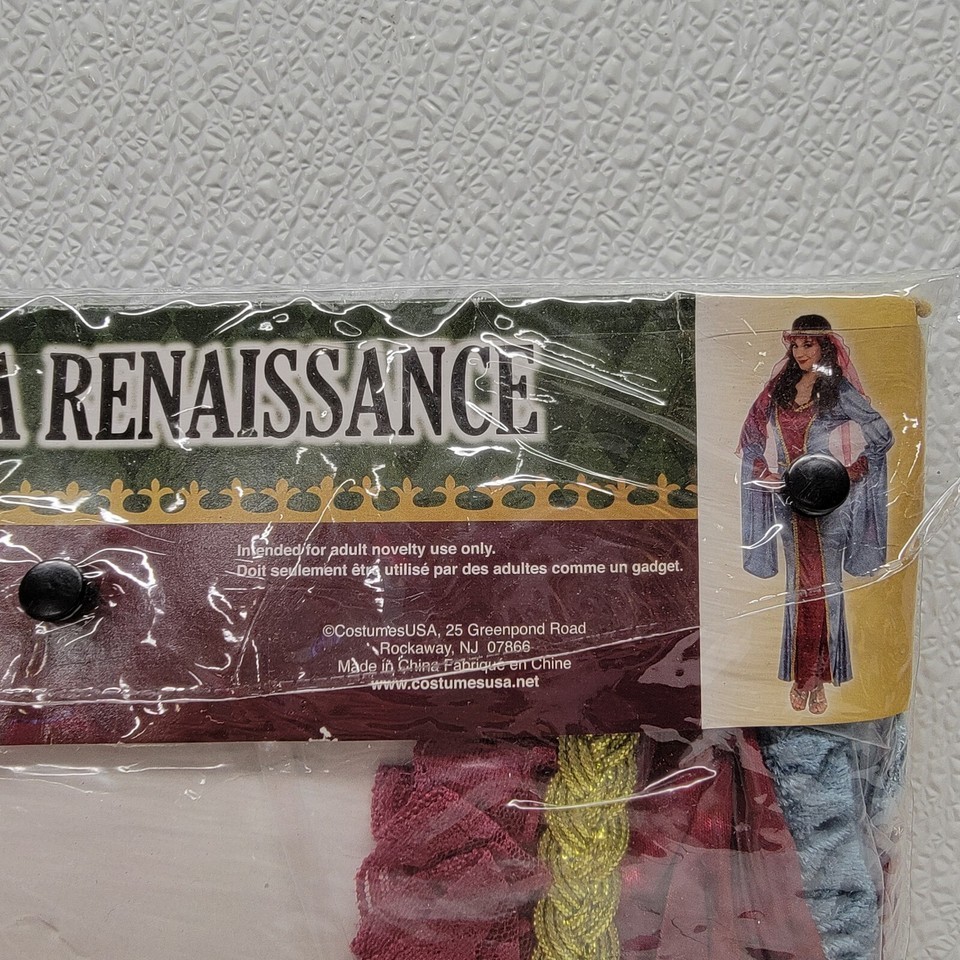 A RENAISSANCE
Intended for adult novelty use only.
Doit seulement être utilisé par des adultes comme un gadget.
©CostumesUSA, 25 Greenpond Road
Rockaway, NJ 07866
Made in China Fabriqué en Chine
www.costumesusa.net